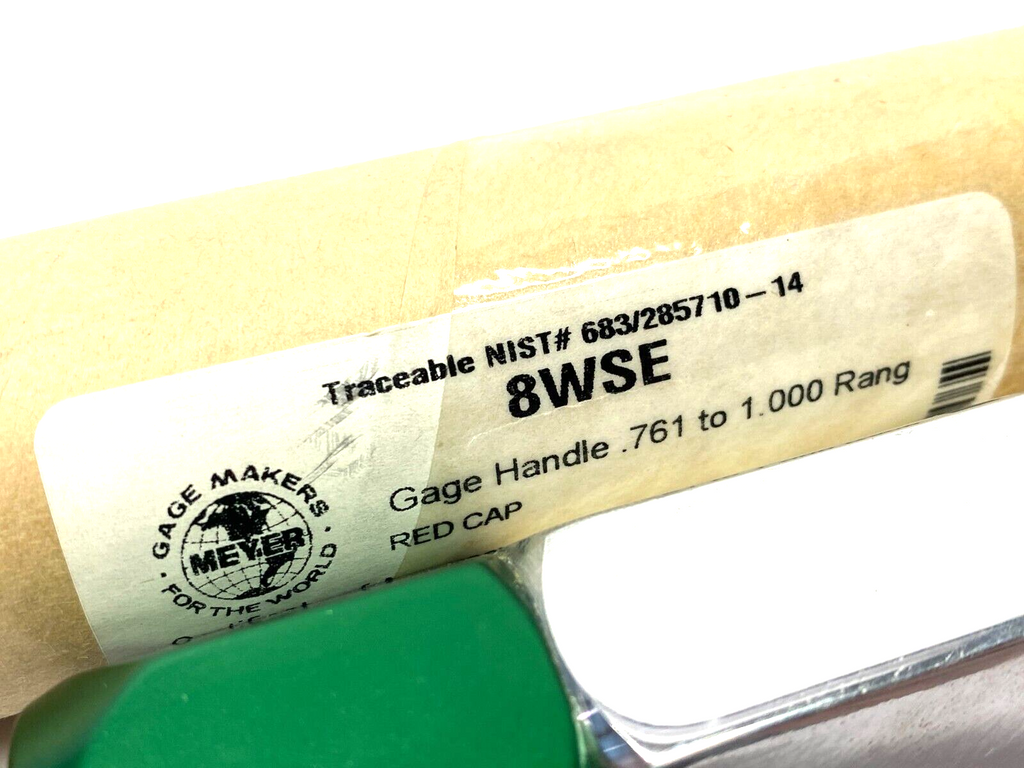 Traceable NIST# 683/285710-14
8WSE
Gage Handle .761 to 1.000 Rang
RED CAP
GAGE MAKERS
MEYER
FOR THE WORLD